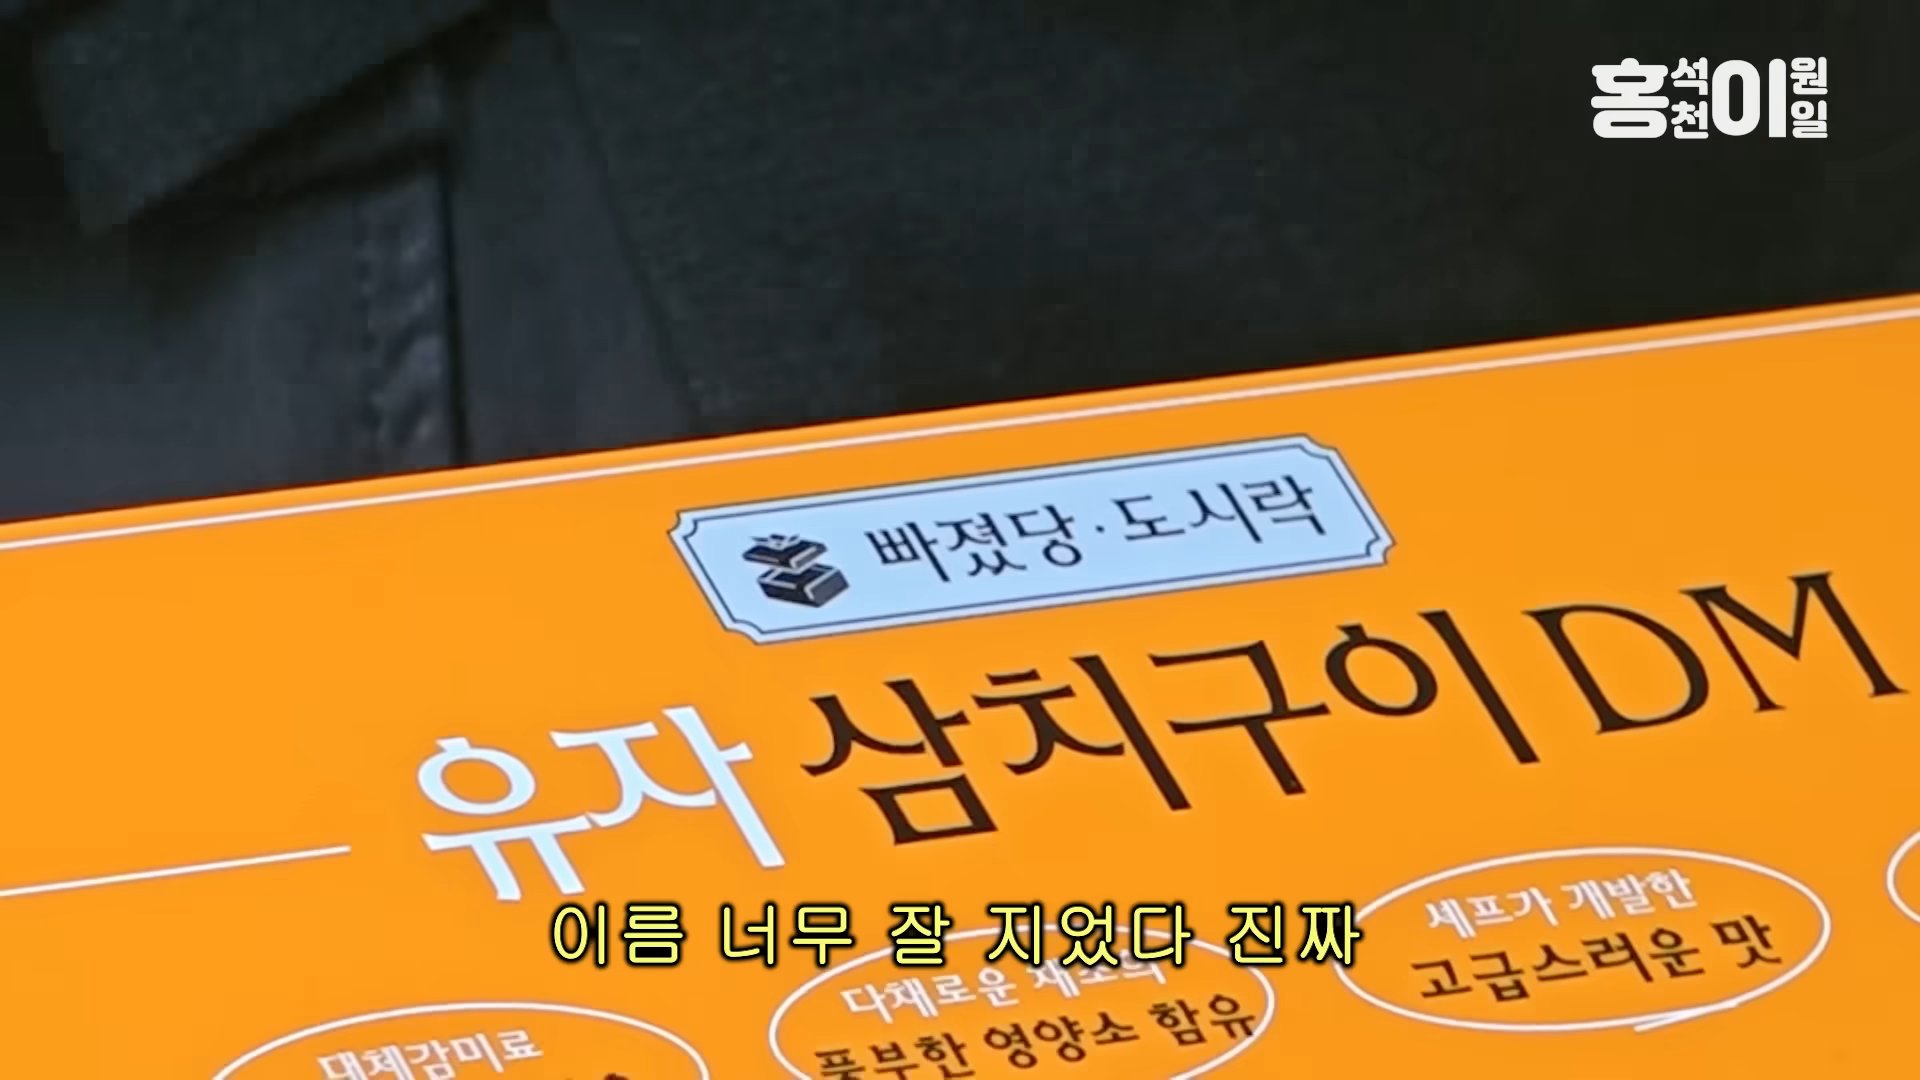 홍석천이원일
빠졌당·도시락
유자 삼치구이 DM
세프가 개발한
고급스러운 맛
다채로운 채소의
풍부한 영양소 함유
대체감미료
이름 너무 잘 지었다 진짜